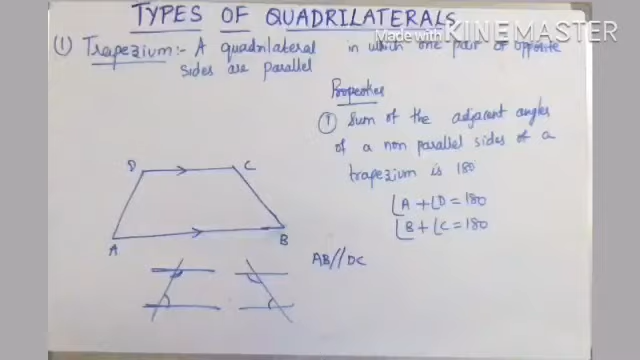 TYPES OF QUADRILATERALS
Made with KINEMASTER
① Trapezium:- A quadrilateral in which one pair of opposite
sides are parallel
Properties
① Sum of the adjacent angles
of a non parallel sides of a
trapezium is 180
∠A + ∠D = 180
∠B + ∠C = 180
D C
A B
AB//DC